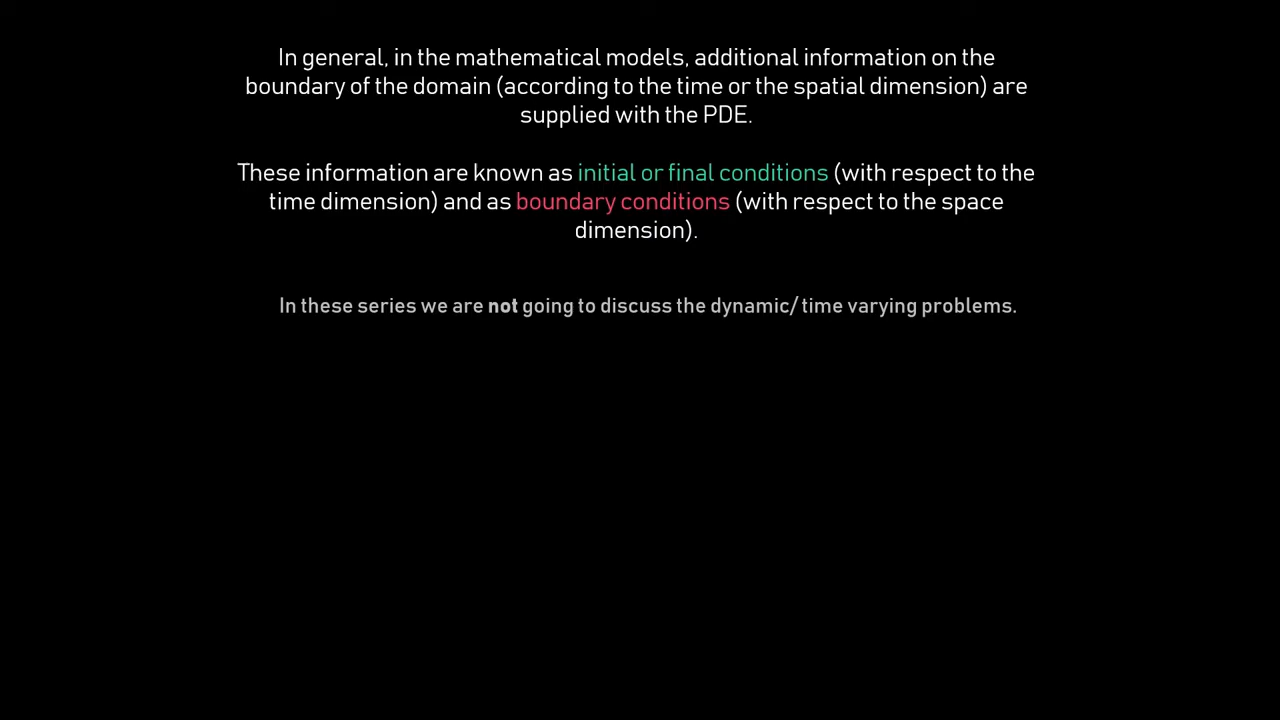 In general, in the mathematical models, additional information on the
boundary of the domain (according to the time or the spatial dimension) are
supplied with the PDE.
These information are known as initial or final conditions (with respect to the
time dimension) and as boundary conditions (with respect to the space
dimension).
In these series we are not going to discuss the dynamic/ time varying problems.